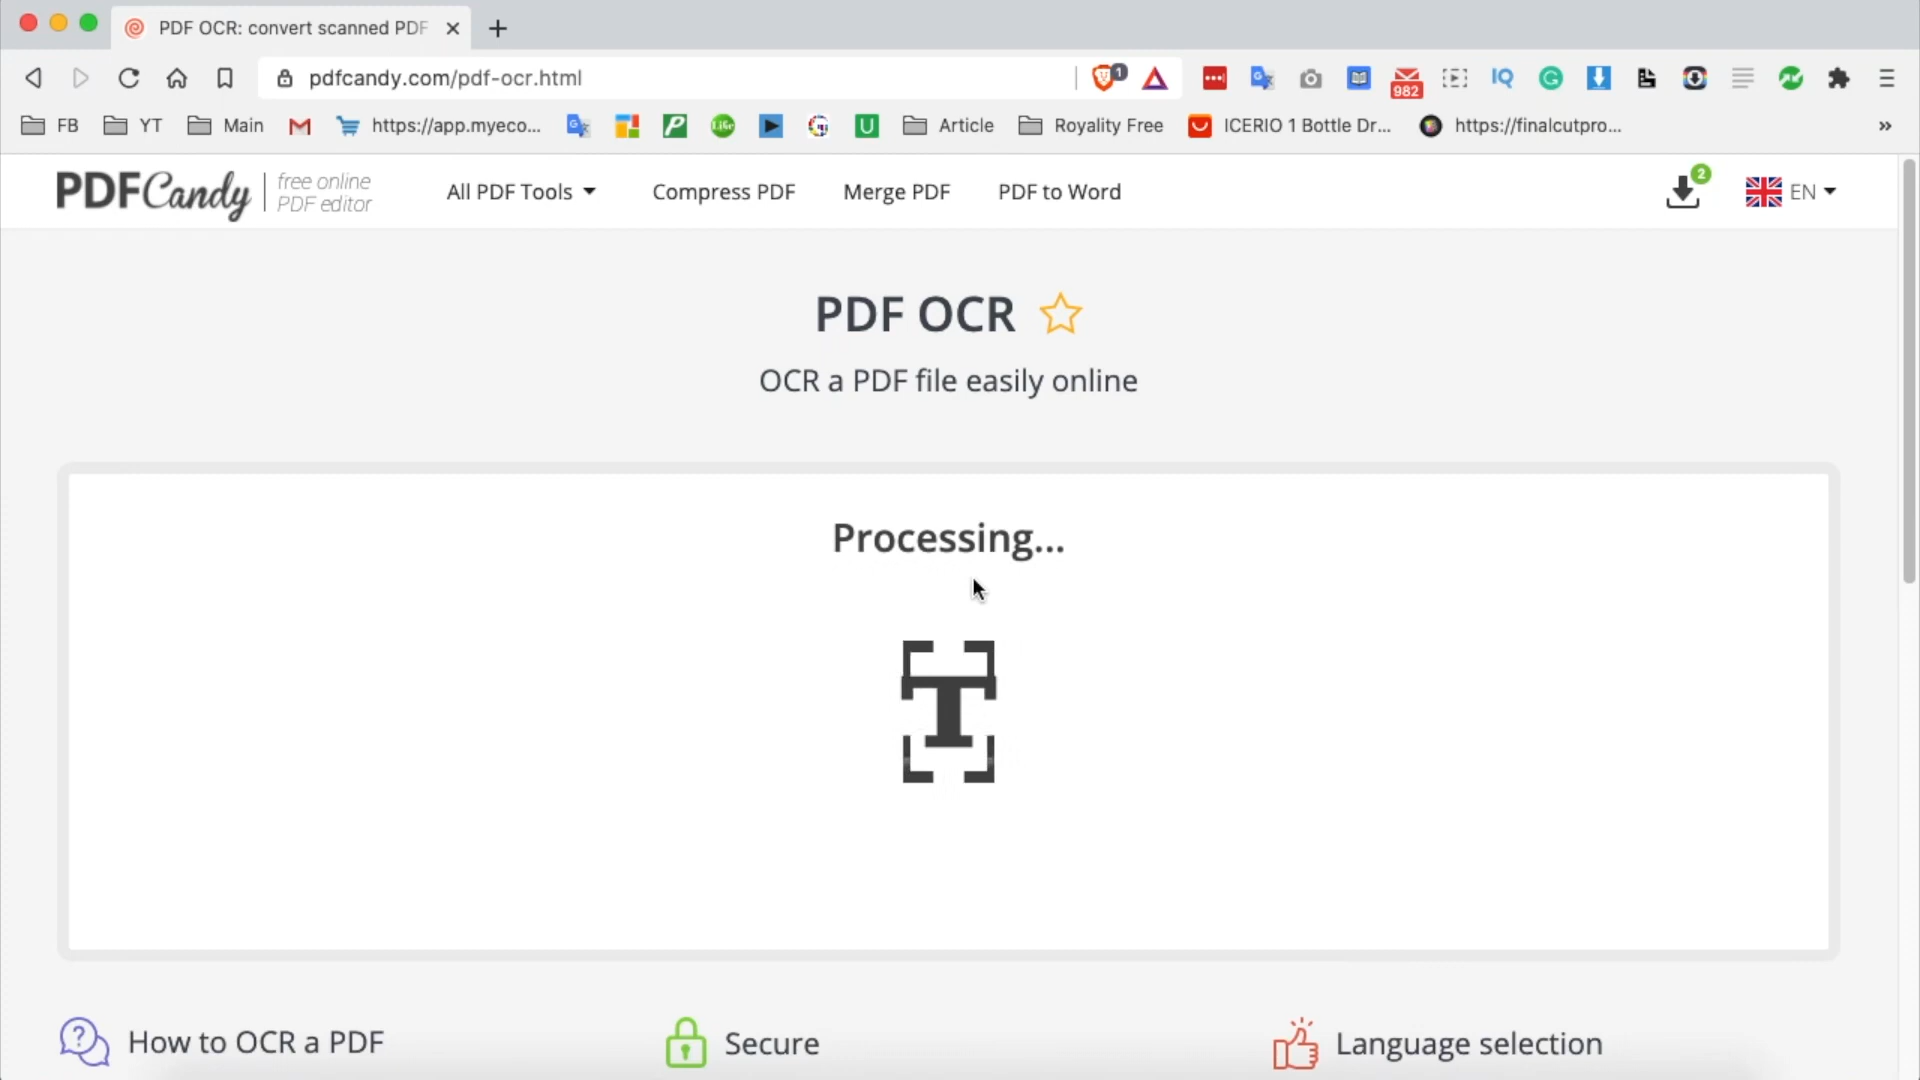 PDF OCR: convert scanned PDF
pdfcandy.com/pdf-ocr.html
1
IQ
982
FB
YT
Main
https://app.myeco...
Article
Royality Free
ICERIO 1 Bottle Dr...
https://finalcutpro...
»
PDFCandy
free online
PDF editor
All PDF Tools
Compress PDF
Merge PDF
PDF to Word
2
EN
PDF OCR
OCR a PDF file easily online
Processing...
T
How to OCR a PDF
Secure
Language selection